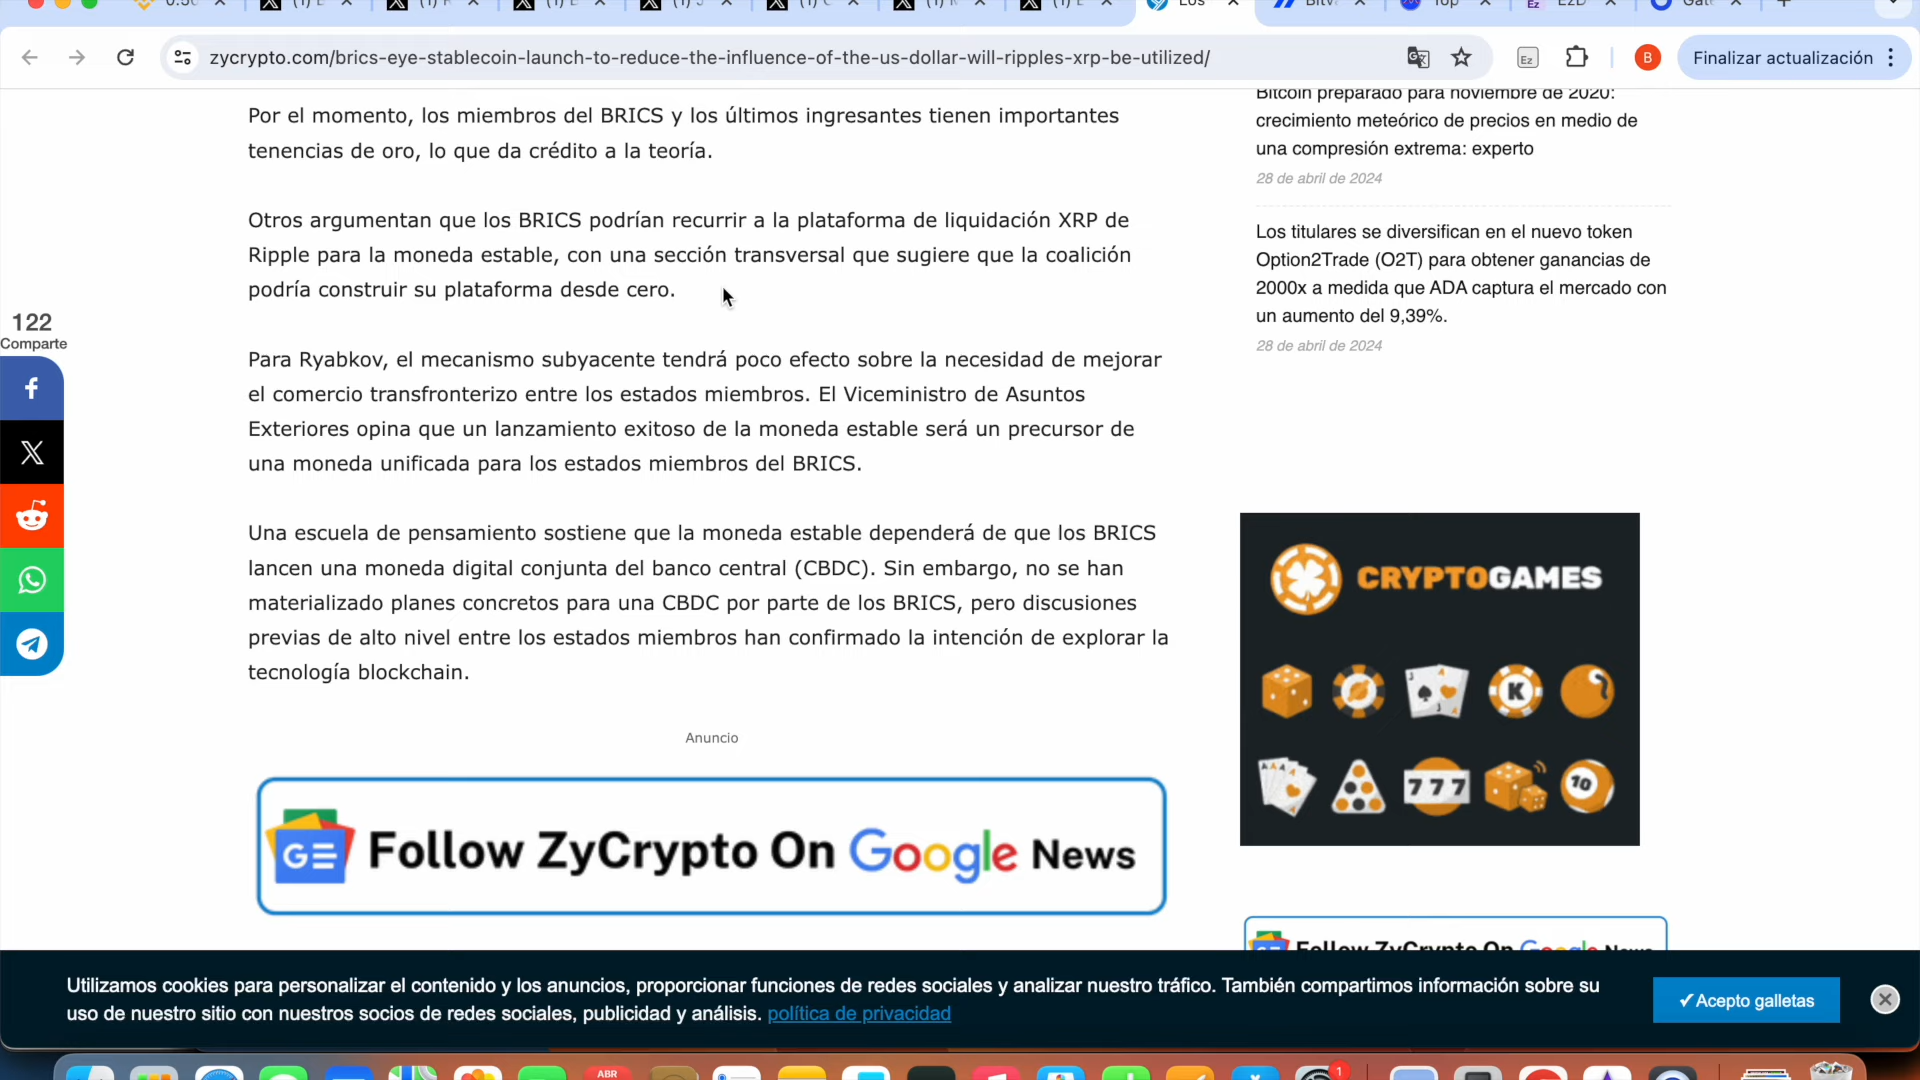 zycrypto.com/brics-eye-stablecoin-launch-to-reduce-the-influence-of-the-us-dollar-will-ripples-xrp-be-utilized/
Ez
B
Finalizar actualización
Por el momento, los miembros del BRICS y los últimos ingresantes tienen importantes
tenencias de oro, lo que da crédito a la teoría.
Otros argumentan que los BRICS podrían recurrir a la plataforma de liquidación XRP de
Ripple para la moneda estable, con una sección transversal que sugiere que la coalición
podría construir su plataforma desde cero.
122
Comparte
Para Ryabkov, el mecanismo subyacente tendrá poco efecto sobre la necesidad de mejorar
el comercio transfronterizo entre los estados miembros. El Viceministro de Asuntos
Exteriores opina que un lanzamiento exitoso de la moneda estable será un precursor de
una moneda unificada para los estados miembros del BRICS.
Una escuela de pensamiento sostiene que la moneda estable dependerá de que los BRICS
lancen una moneda digital conjunta del banco central (CBDC). Sin embargo, no se han
materializado planes concretos para una CBDC por parte de los BRICS, pero discusiones
previas de alto nivel entre los estados miembros han confirmado la intención de explorar la
tecnología blockchain.
Anuncio
GE
Follow ZyCrypto On Google News
Bitcoin preparado para noviembre de 2020:
crecimiento meteórico de precios en medio de
una compresión extrema: experto
28 de abril de 2024
Los titulares se diversifican en el nuevo token
Option2Trade (O2T) para obtener ganancias de
2000x a medida que ADA captura el mercado con
un aumento del 9,39%.
28 de abril de 2024
CRYPTOGAMES
K
777
10
Follow ZyCrypto On Google News
Utilizamos cookies para personalizar el contenido y los anuncios, proporcionar funciones de redes sociales y analizar nuestro tráfico. También compartimos información sobre su
uso de nuestro sitio con nuestros socios de redes sociales, publicidad y análisis. política de privacidad
✓Acepto galletas
ABR
1